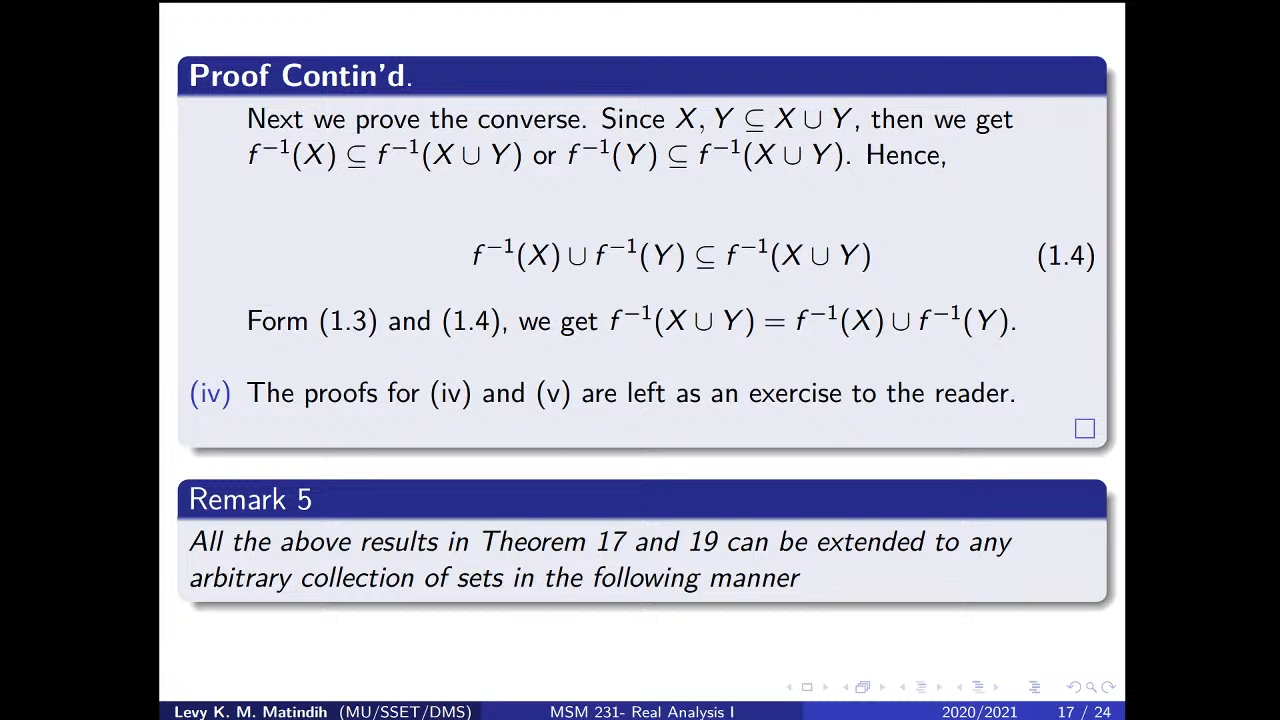 Proof Contin'd.
Next we prove the converse. Since X, Y ⊆ X ∪ Y, then we get
f⁻¹(X) ⊆ f⁻¹(X ∪ Y) or f⁻¹(Y) ⊆ f⁻¹(X ∪ Y). Hence,
f⁻¹(X) ∪ f⁻¹(Y) ⊆ f⁻¹(X ∪ Y) (1.4)
Form (1.3) and (1.4), we get f⁻¹(X ∪ Y) = f⁻¹(X) ∪ f⁻¹(Y).
(iv) The proofs for (iv) and (v) are left as an exercise to the reader.
Remark 5
All the above results in Theorem 17 and 19 can be extended to any
arbitrary collection of sets in the following manner
Levy K. M. Matindih (MU/SSET/DMS) MSM 231- Real Analysis I 2020/2021 17 / 24